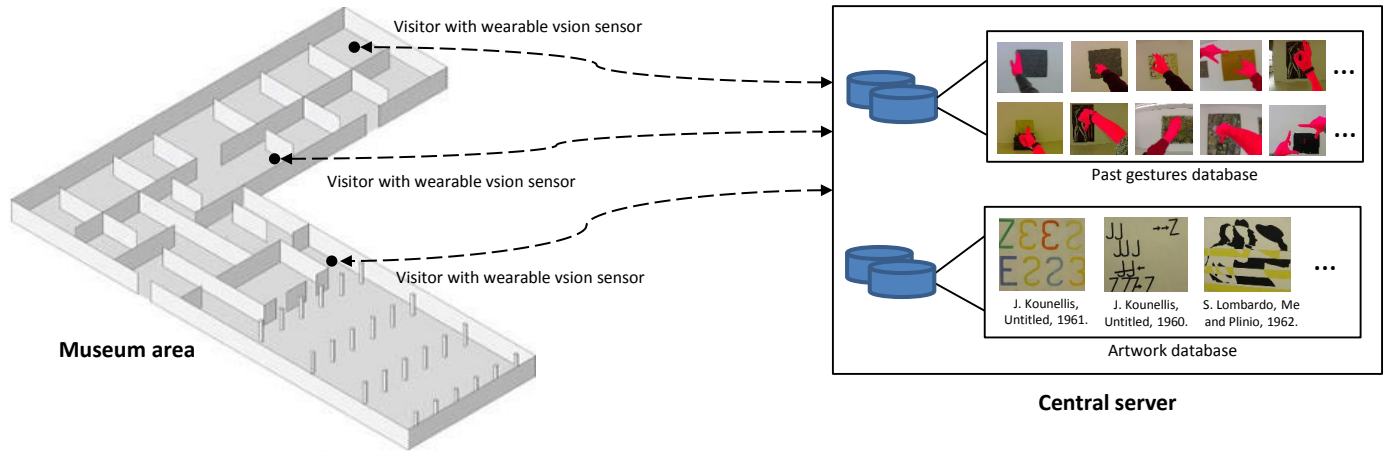 Visitor with wearable vsion sensor
Visitor with wearable vsion sensor
Visitor with wearable vsion sensor
Museum area
...
...
Past gestures database
...
J. Kounellis,
Untitled, 1961.
J. Kounellis,
Untitled, 1960.
S. Lombardo, Me
and Plinio, 1962.
Artwork database
Central server